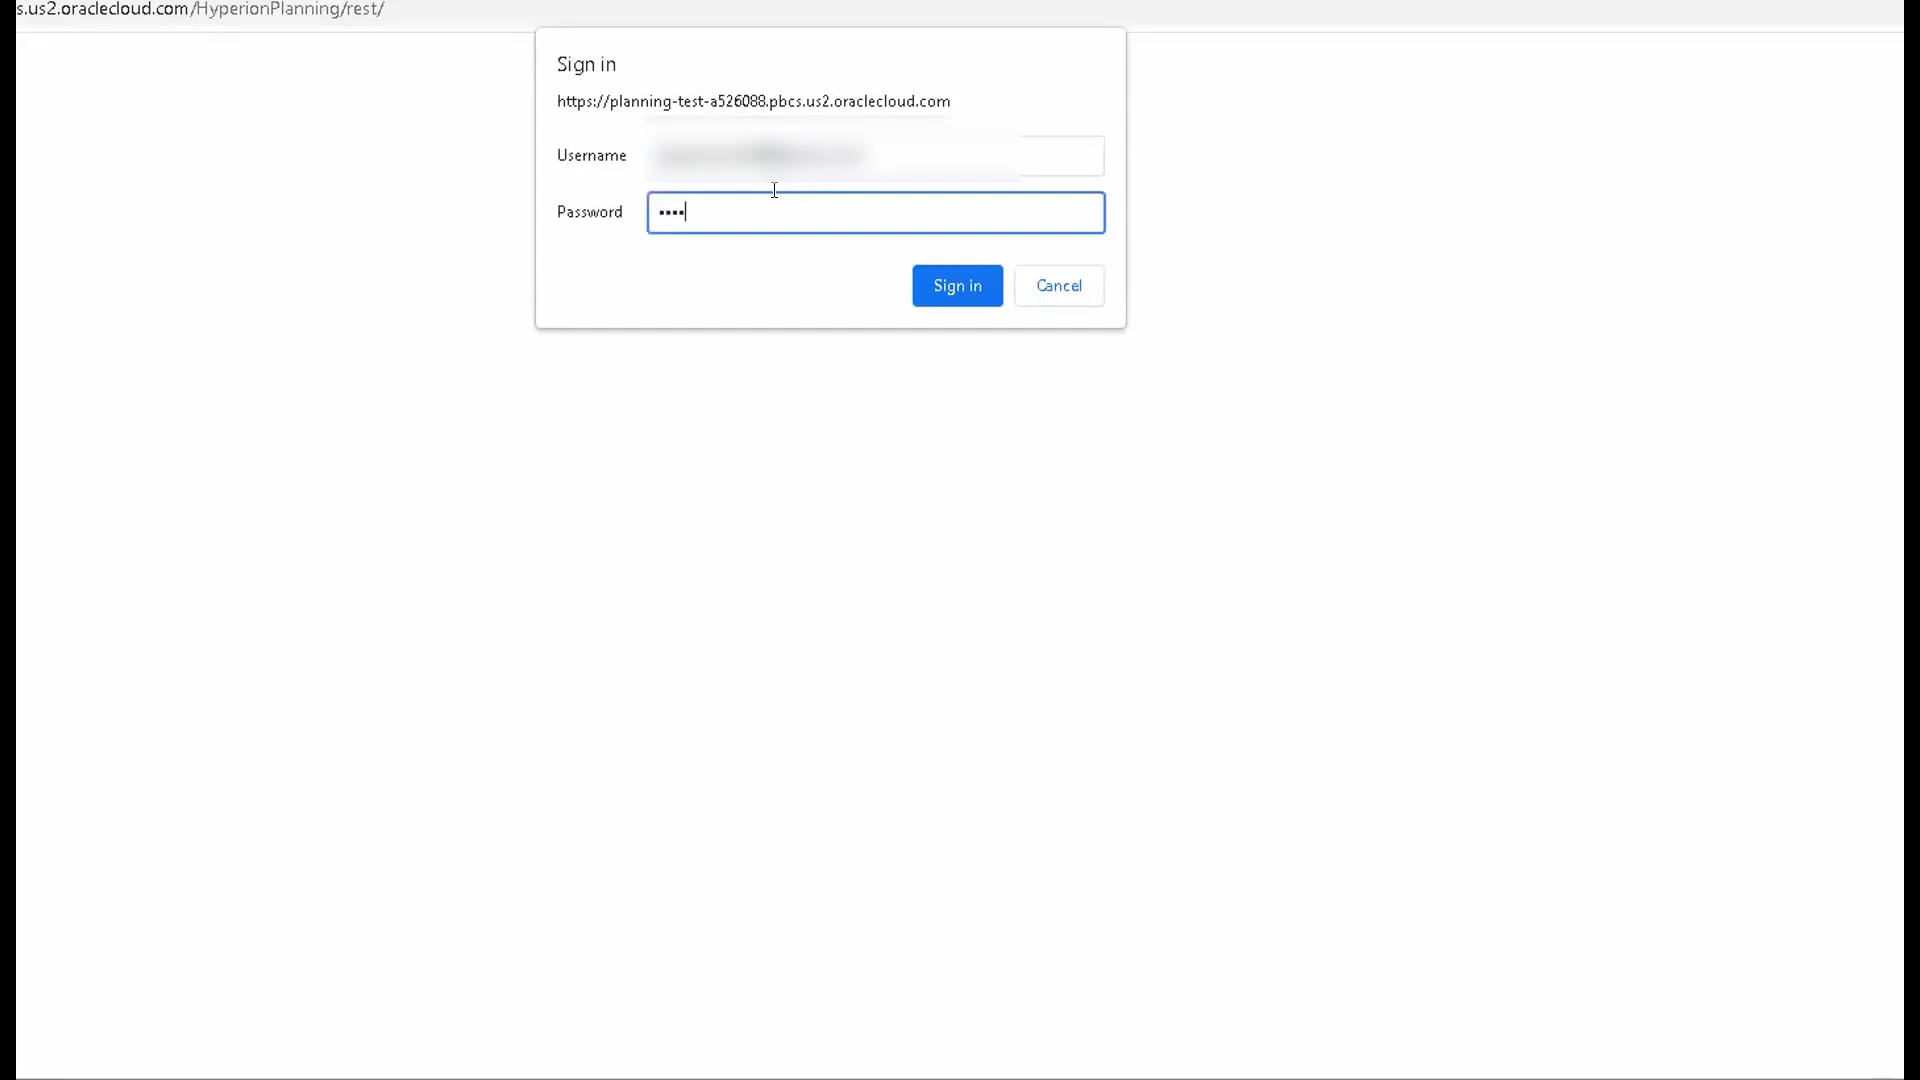 s.us2.oraclecloud.com/HyperionPlanning/rest/
Sign in
https://planning-test-a526088.pbcs.us2.oraclecloud.com
Username
Password ••••
Sign in Cancel